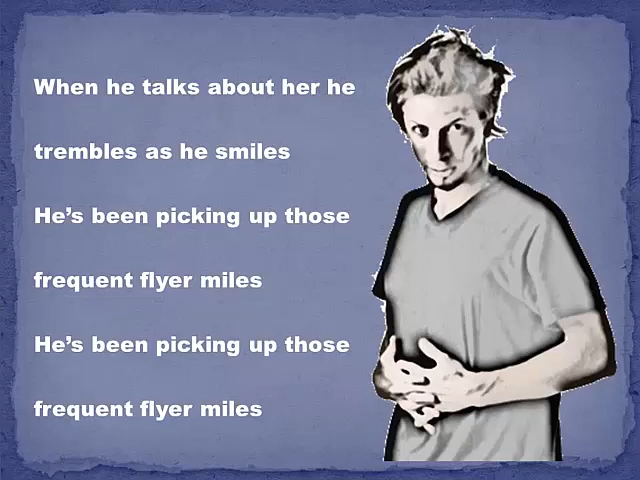 When he talks about her he
trembles as he smiles
He’s been picking up those
frequent flyer miles
He’s been picking up those
frequent flyer miles